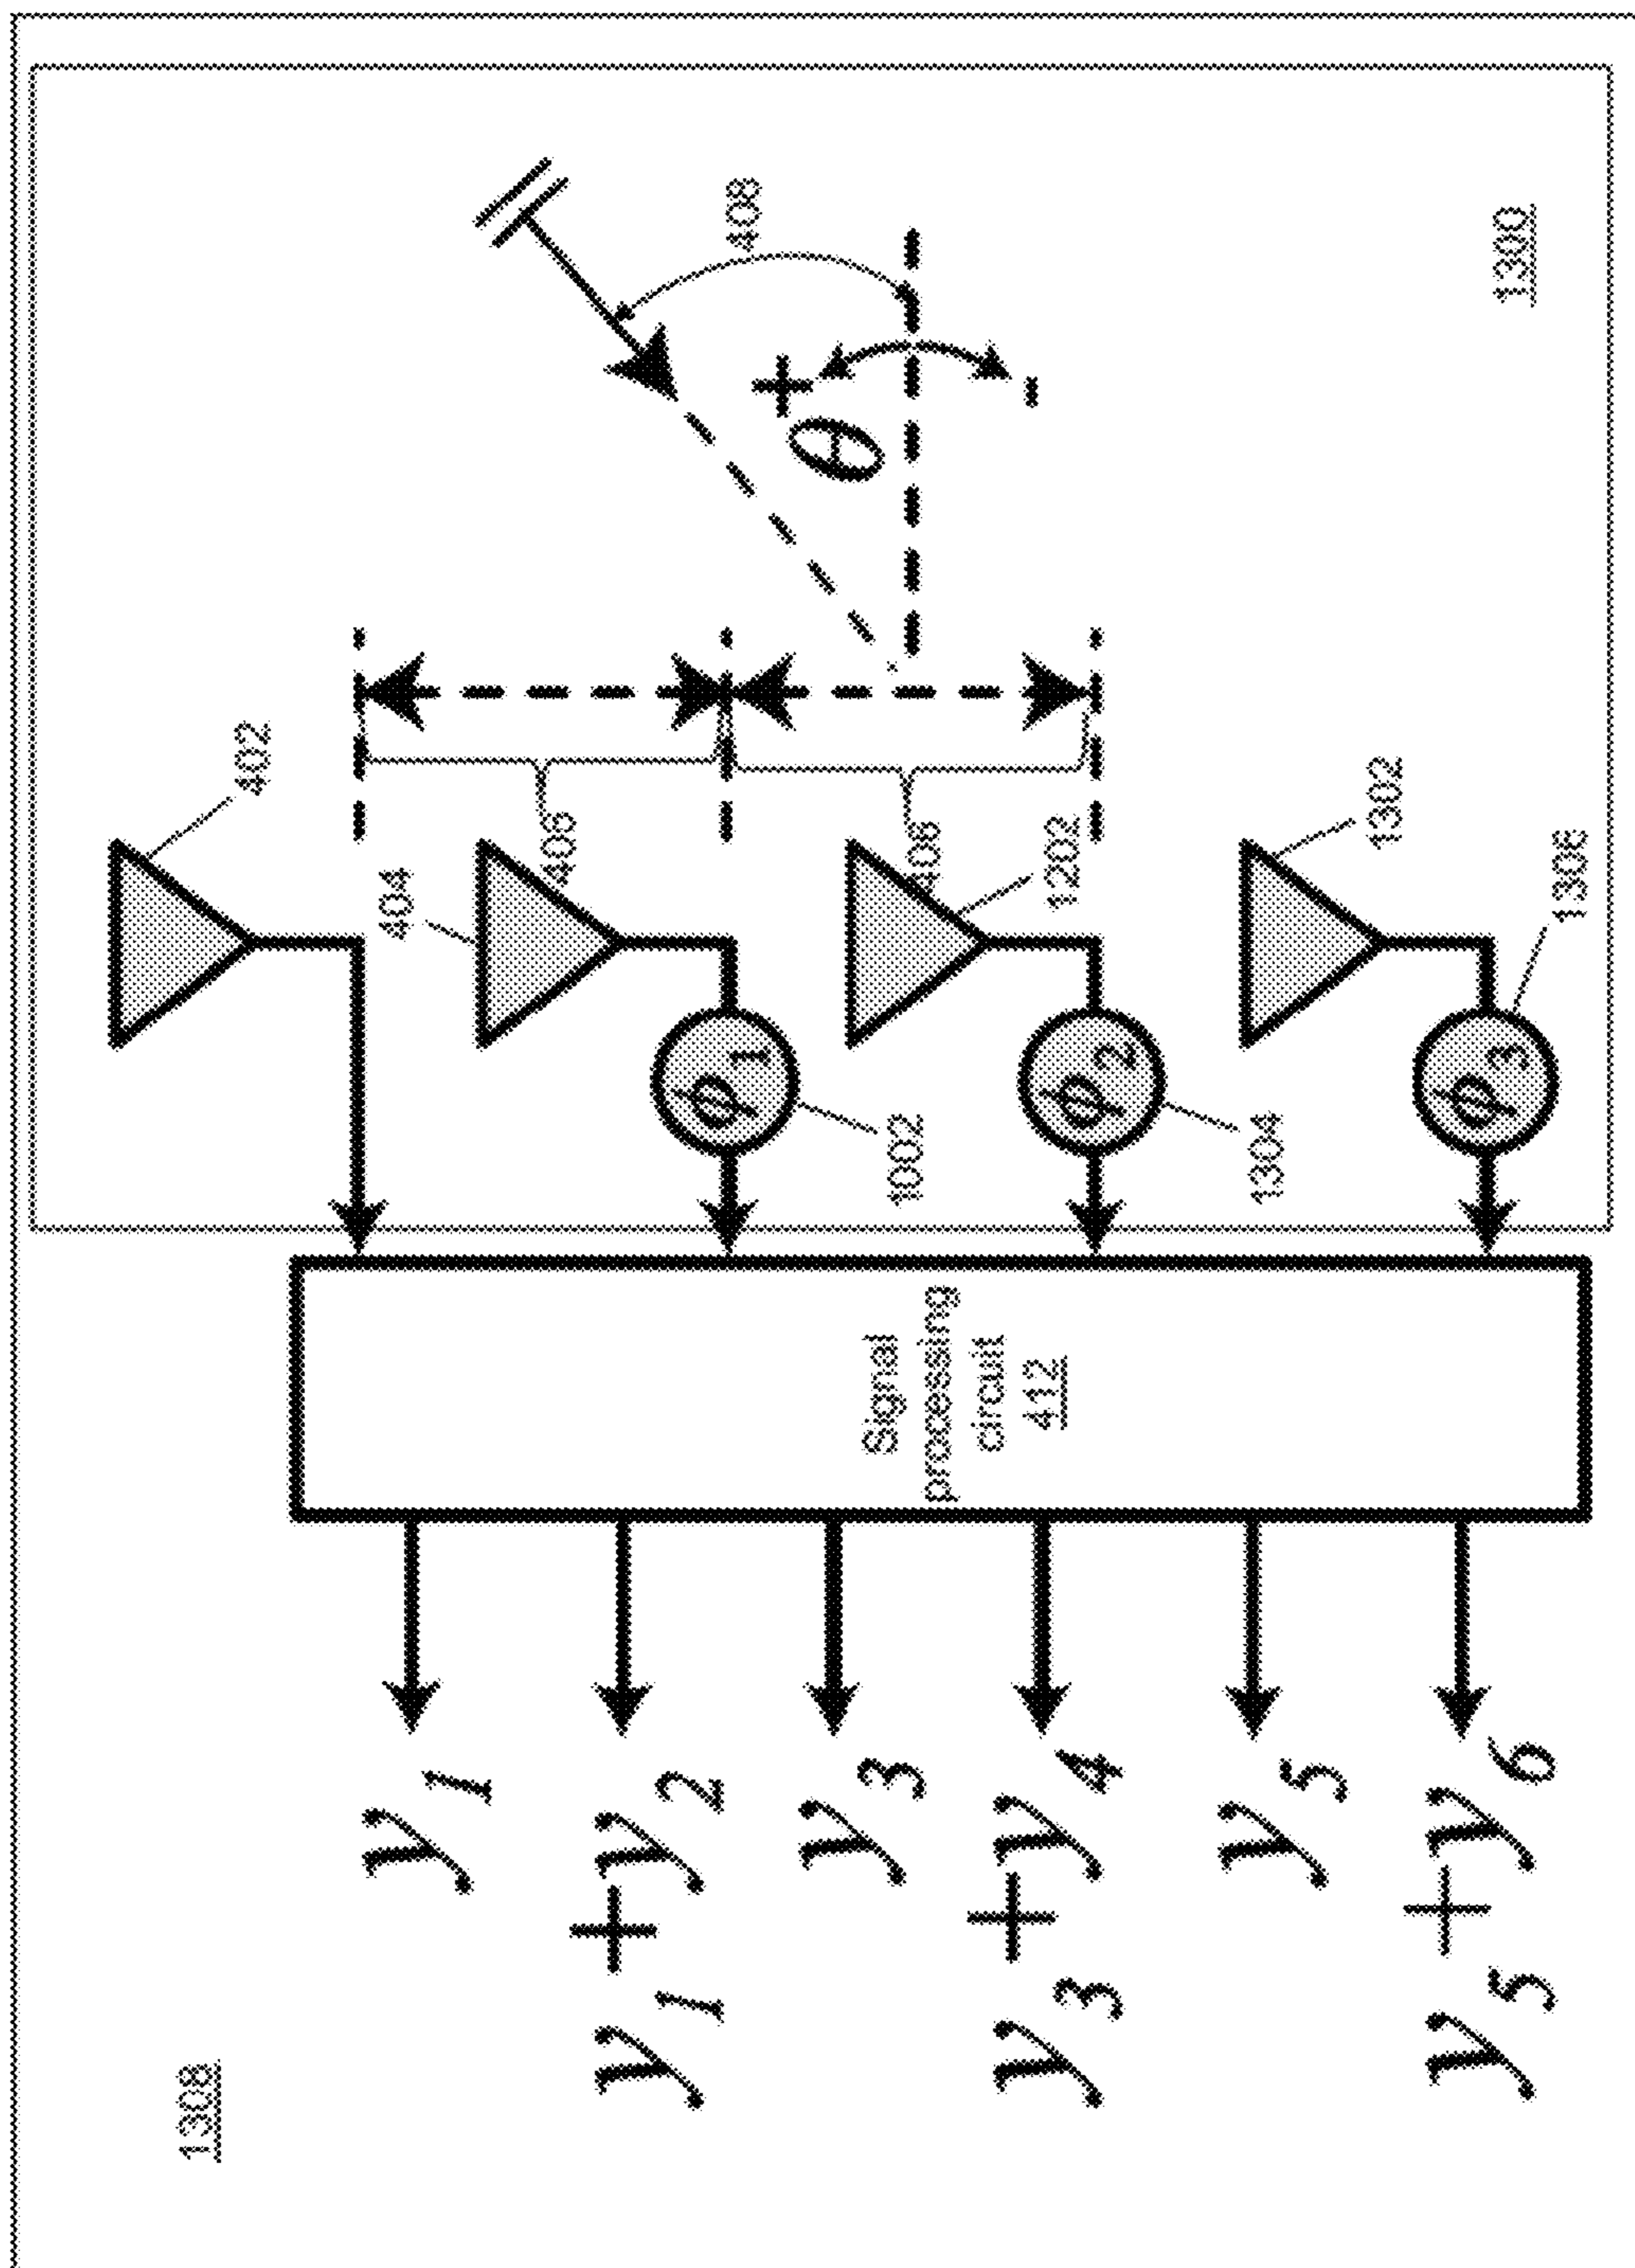 1308
y1
y1 + y2
y3
y3 + y4
y5
y5 + y6
Signal
processing
circuit
412
402
404
406
ϕ1
1002
406
1202
ϕ2
1304
1302
ϕ3
1306
408
θ
+
-
1300